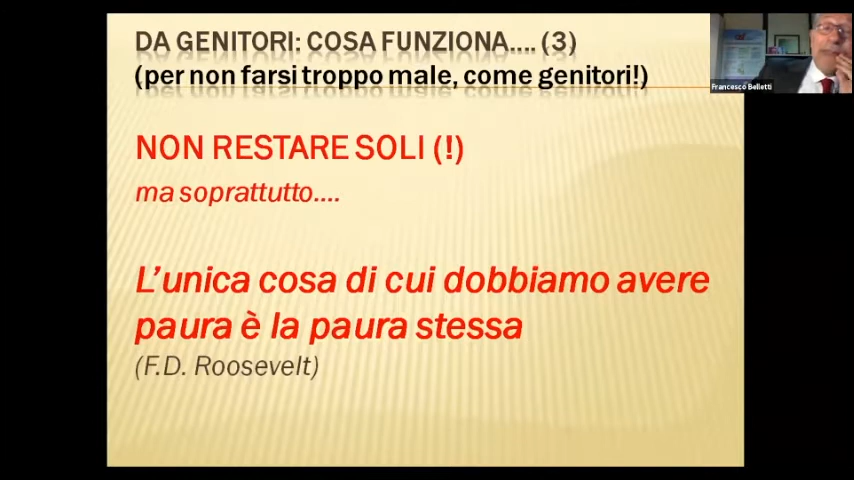 DA GENITORI: COSA FUNZIONA.... (3)
(per non farsi troppo male, come genitori!)
Francesco Belletti
NON RESTARE SOLI (!)
ma soprattutto....
L'unica cosa di cui dobbiamo avere
paura è la paura stessa
(F.D. Roosevelt)